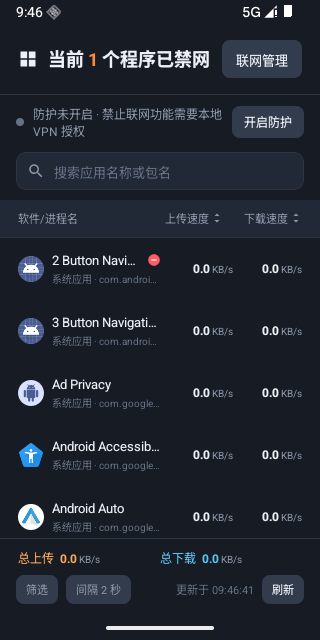 9:46
5G
当前 1 个程序已禁网
联网管理
防护未开启 · 禁止联网功能需要本地
VPN 授权
开启防护
搜索应用名称或包名
软件/进程名
上传速度
下载速度
2 Button Navi…
系统应用 · com.androi…
0.0 KB/s
0.0 KB/s
3 Button Navigati…
系统应用 · com.androi…
0.0 KB/s
0.0 KB/s
Ad Privacy
系统应用 · com.google…
0.0 KB/s
0.0 KB/s
Android Accessib…
系统应用 · com.google…
0.0 KB/s
0.0 KB/s
Android Auto
系统应用 · com.google…
0.0 KB/s
0.0 KB/s
总上传 0.0 KB/s
总下载 0.0 KB/s
筛选
间隔 2 秒
更新于 09:46:41
刷新